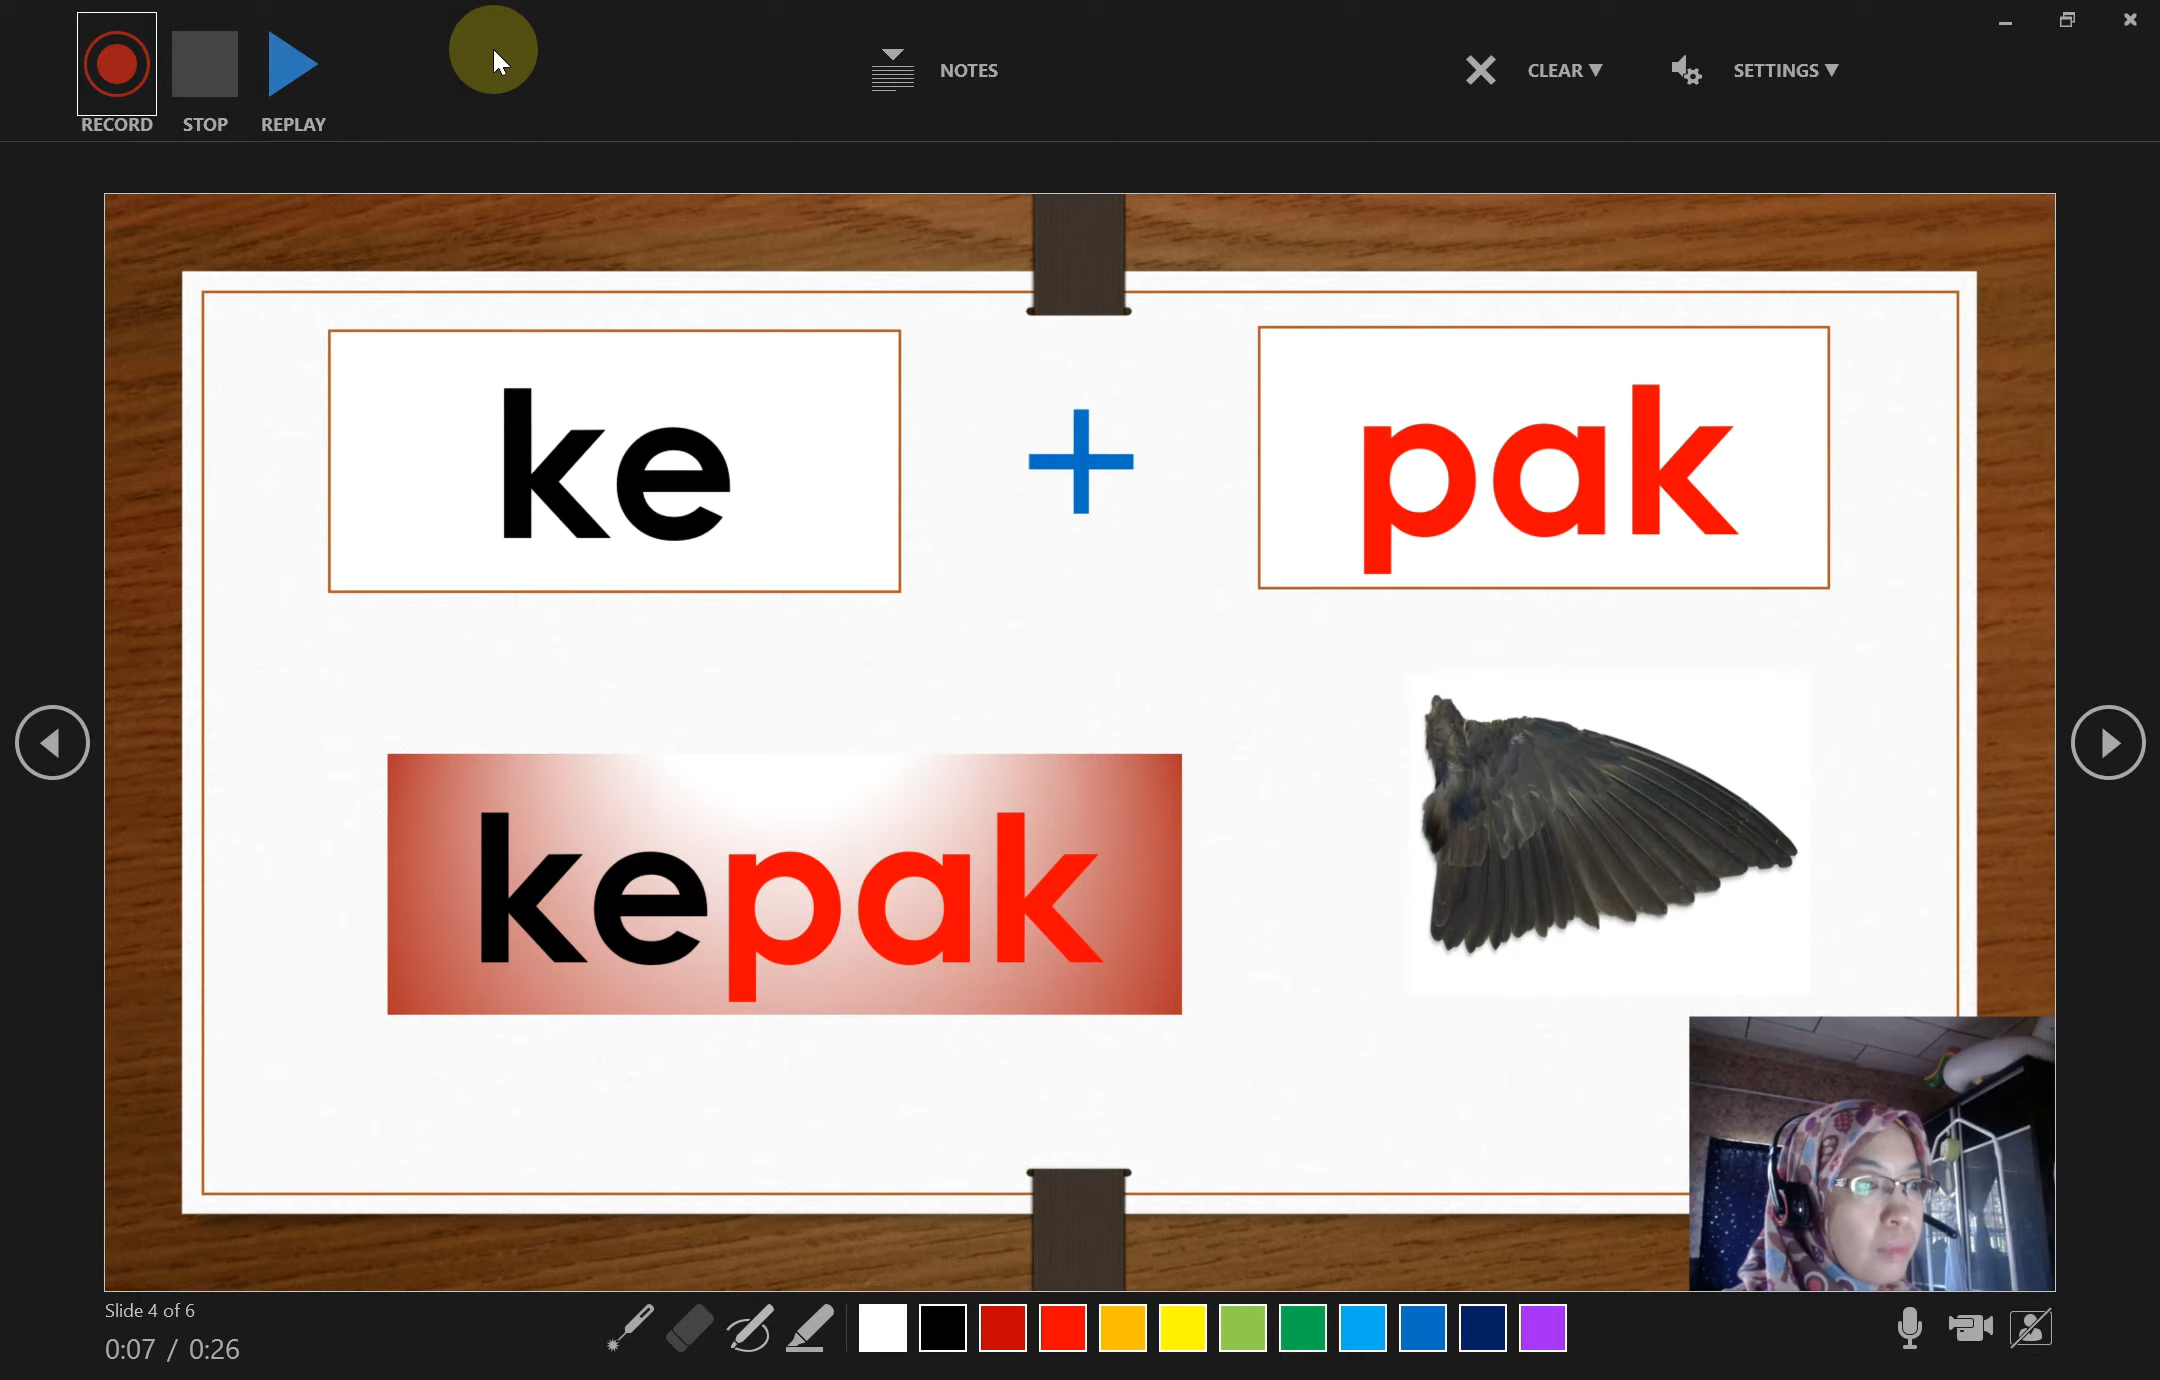 RECORD
STOP
REPLAY
NOTES
CLEAR
SETTINGS
ke
+
pak
kepak
Slide 4 of 6
0:07 / 0:26